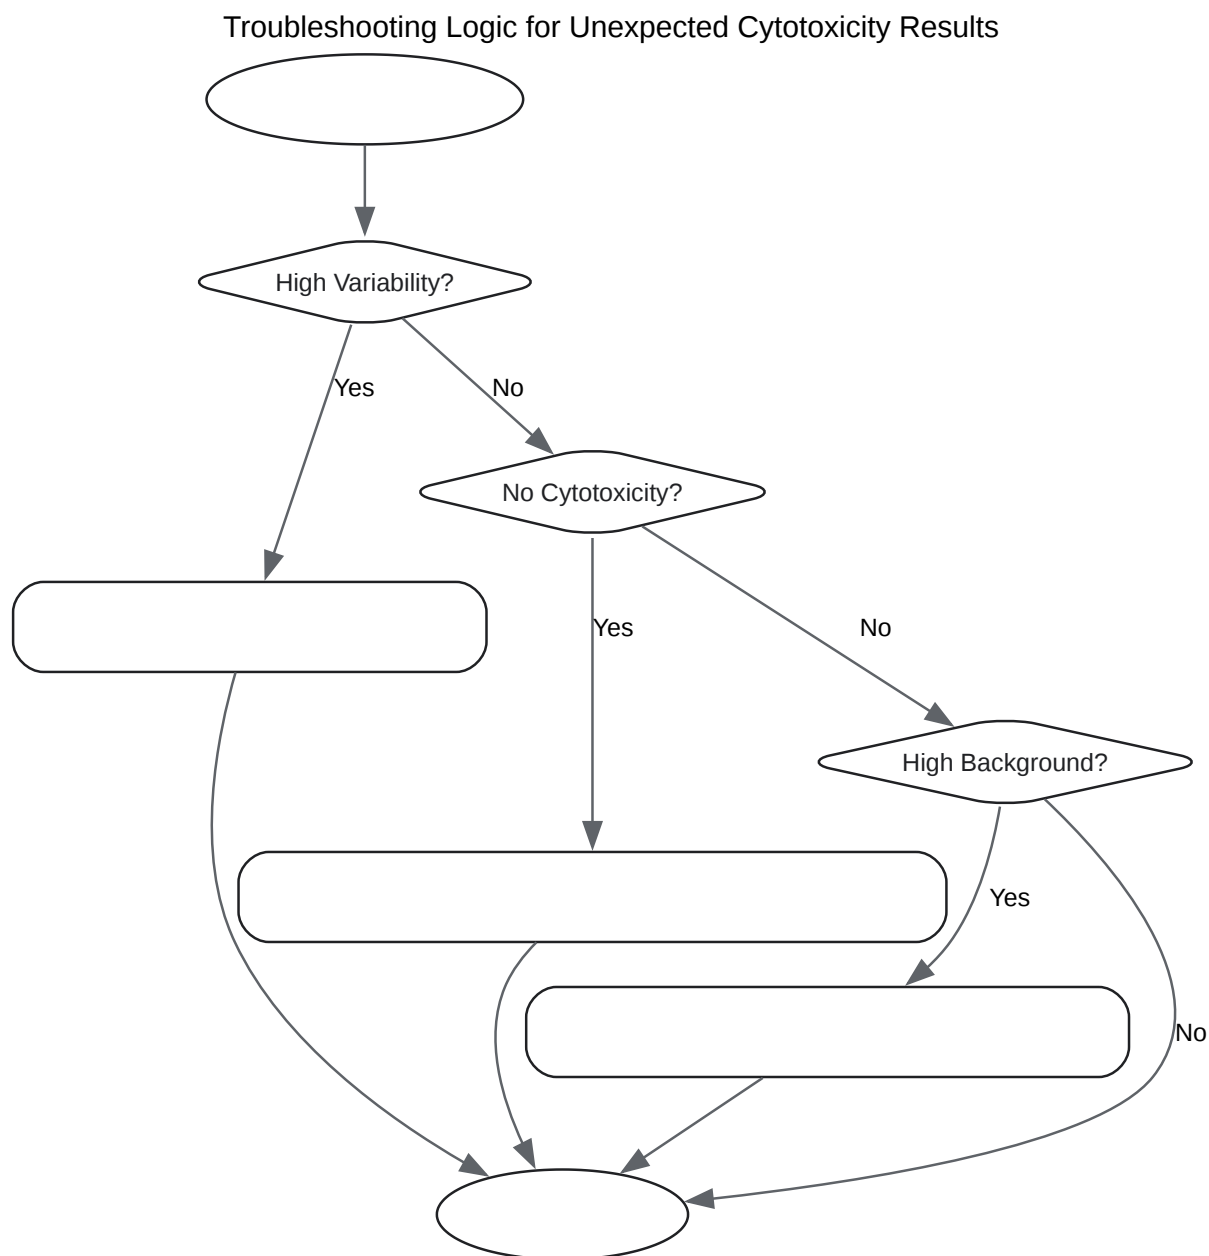 Troubleshooting Logic for Unexpected Cytotoxicity Results
High Variability?
Yes
No
No Cytotoxicity?
Yes
No
High Background?
Yes
No